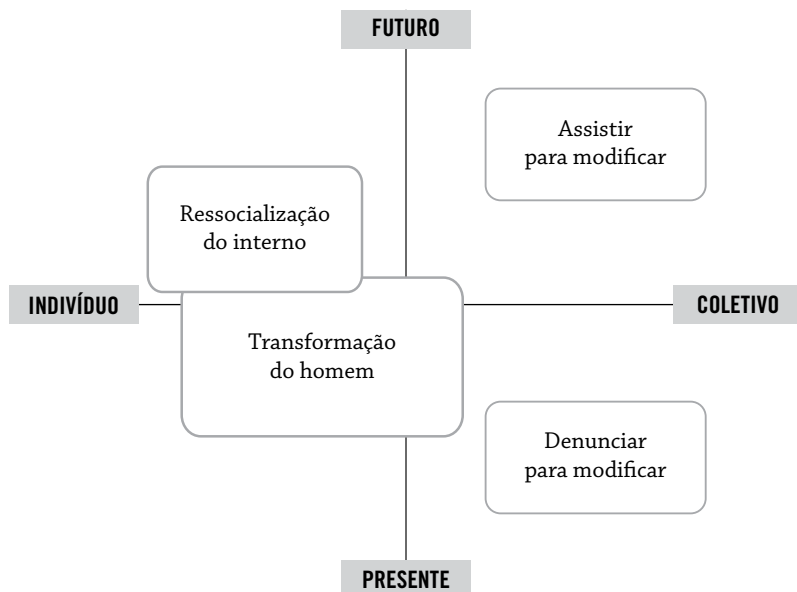 FUTURO
Assistir
para modificar
Ressocialização
do interno
INDIVÍDUO
COLETIVO
Transformação
do homem
Denunciar
para modificar
PRESENTE